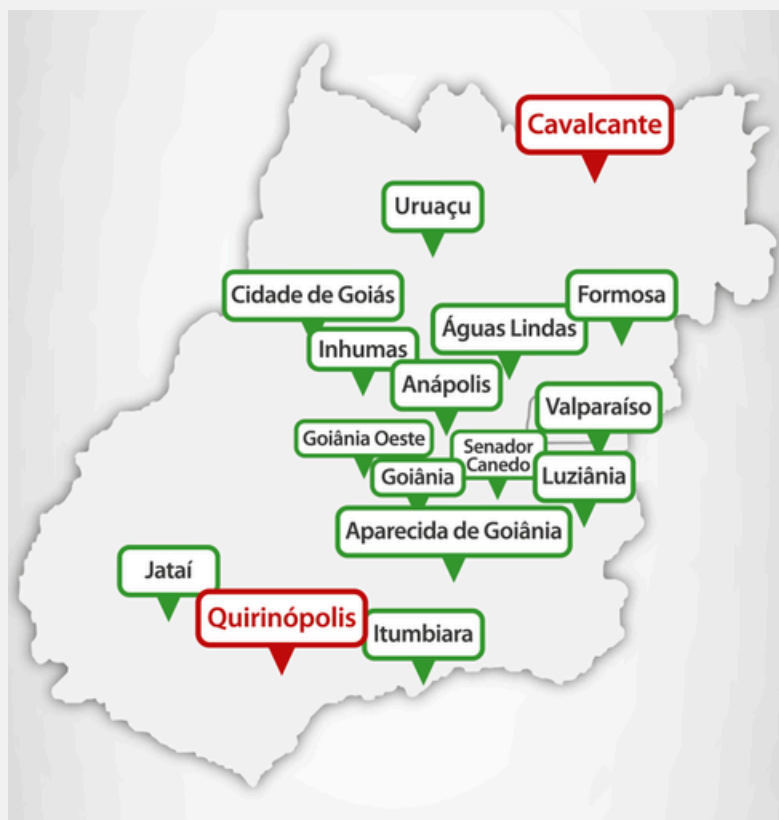 Cavalcante
Uruaçu
Cidade de Goiás
Formosa
Águas Lindas
Inhumas
Anápolis
Valparaíso
Goiânia Oeste
Senador
Canedo
Goiânia
Luziânia
Aparecida de Goiânia
Jataí
Quirinópolis
Itumbiara